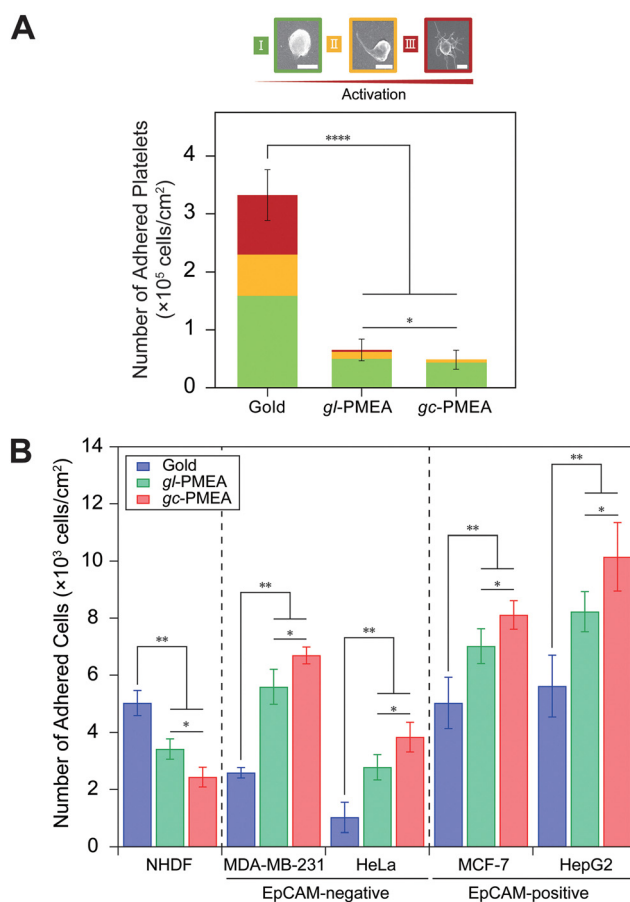 A
I II III
Activation
Number of Adhered Platelets
(×10⁵ cells/cm²)
4
3
2
1
0
****
*
Gold gl-PMEA gc-PMEA
B
Number of Adhered Cells (×10³ cells/cm²)
14
12
10
8
6
4
2
0
Gold
gl-PMEA
gc-PMEA
** * ** * ** * ** * ** *
NHDF MDA-MB-231 HeLa MCF-7 HepG2
EpCAM-negative EpCAM-positive